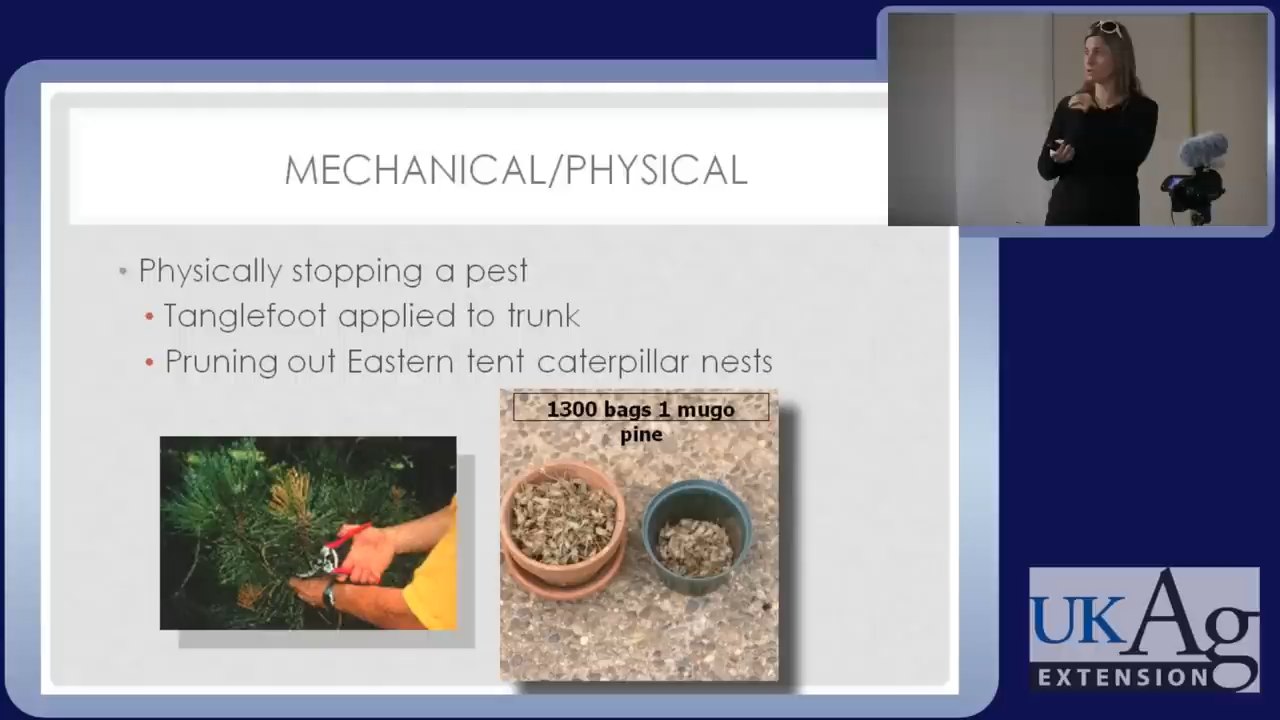 MECHANICAL/PHYSICAL
• Physically stopping a pest
• Tanglefoot applied to trunk
• Pruning out Eastern tent caterpillar nests
1300 bags 1 mugo
pine
UKAg
EXTENSION